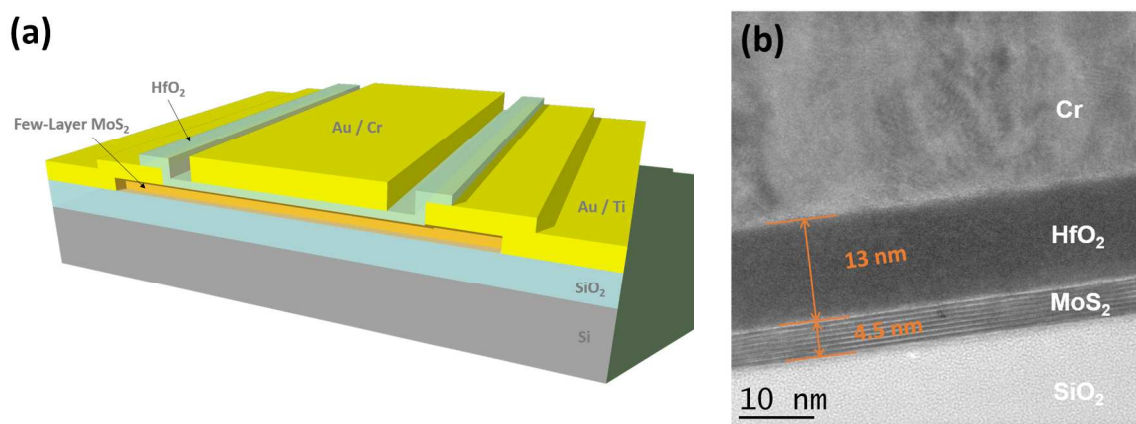 (a)
HfO₂
Few-Layer MoS₂
Au / Cr
Au / Ti
SiO₂
Si
(b)
Cr
HfO₂
13 nm
MoS₂
4.5 nm
SiO₂
10 nm